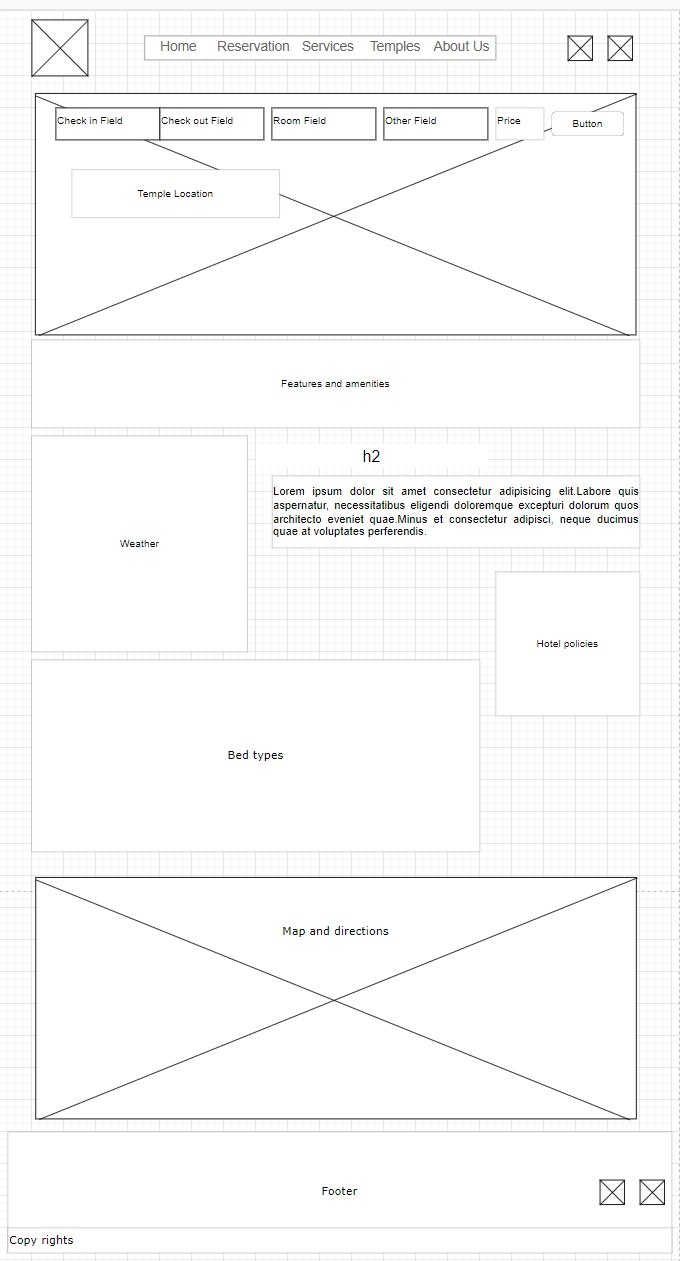 Home Reservation Services Temples About Us
Check in Field Check out Field Room Field Other Field Price Button
Temple Location
Features and amenities
h2
Lorem ipsum dolor sit amet consectetur adipisicing elit.Labore quis
aspernatur, necessitatibus eligendi doloremque excepturi dolorum quos
architecto eveniet quae.Minus et consectetur adipisci, neque ducimus
quae at voluptates perferendis.
Weather
Hotel policies
Bed types
Map and directions
Footer
Copy rights